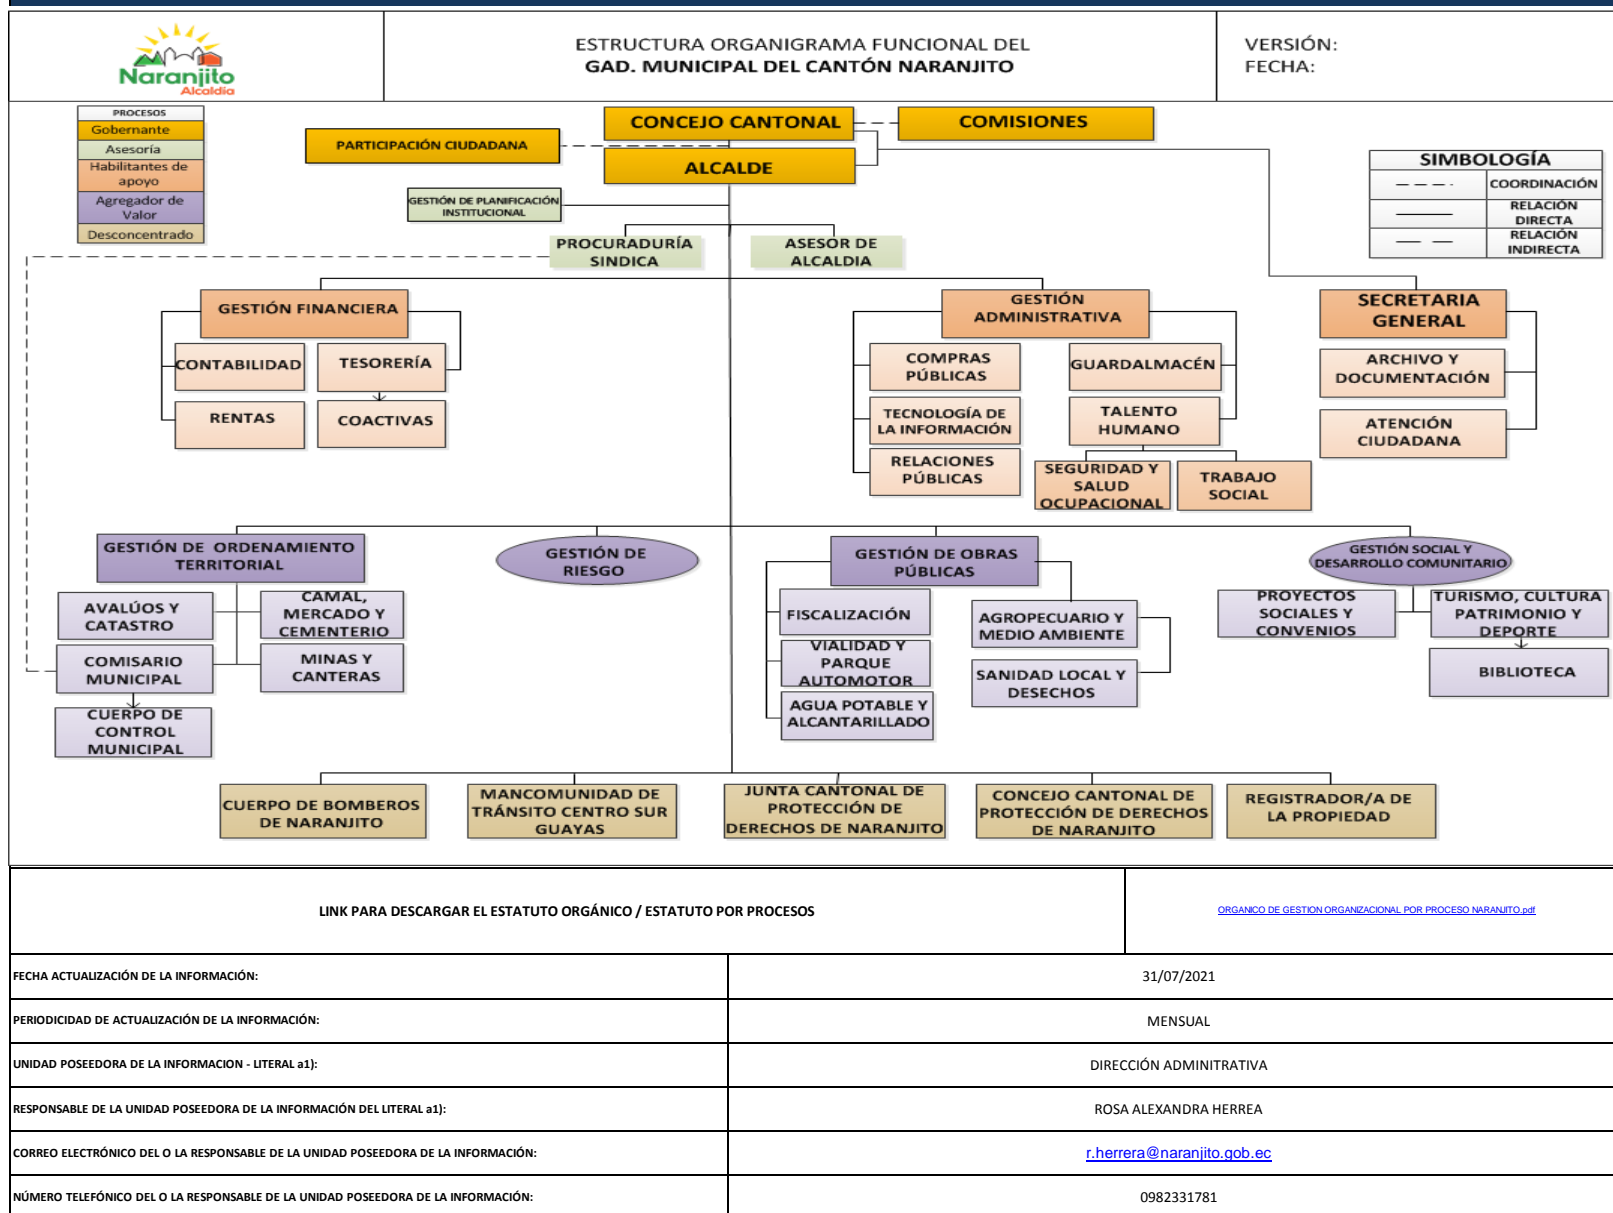 Naranjito
Alcaldía
ESTRUCTURA ORGANIGRAMA FUNCIONAL DEL
GAD. MUNICIPAL DEL CANTÓN NARANJITO
VERSIÓN:
FECHA:
PROCESOS
Gobernante
Asesoría
Habilitantes de
apoyo
Agregador de
Valor
Desconcentrado
CONCEJO CANTONAL
COMISIONES
PARTICIPACIÓN CIUDADANA
ALCALDE
SIMBOLOGÍA
COORDINACIÓN
RELACIÓN
DIRECTA
RELACIÓN
INDIRECTA
GESTIÓN DE PLANIFICACIÓN
INSTITUCIONAL
PROCURADURÍA
SINDICA
ASESOR DE
ALCALDIA
GESTIÓN FINANCIERA
GESTIÓN
ADMINISTRATIVA
SECRETARIA
GENERAL
CONTABILIDAD
TESORERÍA
RENTAS
COACTIVAS
COMPRAS
PÚBLICAS
GUARDALMACÉN
TECNOLOGÍA DE
LA INFORMACIÓN
TALENTO
HUMANO
RELACIONES
PÚBLICAS
SEGURIDAD Y
SALUD
OCUPACIONAL
TRABAJO
SOCIAL
ARCHIVO Y
DOCUMENTACIÓN
ATENCIÓN
CIUDADANA
GESTIÓN DE ORDENAMIENTO
TERRITORIAL
GESTIÓN DE
RIESGO
GESTIÓN DE OBRAS
PÚBLICAS
GESTIÓN SOCIAL Y
DESARROLLO COMUNITARIO
AVALÚOS Y
CATASTRO
CAMAL,
MERCADO Y
CEMENTERIO
COMISARIO
MUNICIPAL
MINAS Y
CANTERAS
CUERPO DE
CONTROL
MUNICIPAL
FISCALIZACIÓN
VIALIDAD Y
PARQUE
AUTOMOTOR
AGUA POTABLE Y
ALCANTARILLADO
AGROPECUARIO Y
MEDIO AMBIENTE
SANIDAD LOCAL Y
DESECHOS
PROYECTOS
SOCIALES Y
CONVENIOS
TURISMO, CULTURA
PATRIMONIO Y
DEPORTE
BIBLIOTECA
CUERPO DE BOMBEROS
DE NARANJITO
MANCOMUNIDAD DE
TRÁNSITO CENTRO SUR
GUAYAS
JUNTA CANTONAL DE
PROTECCIÓN DE
DERECHOS DE NARANJITO
CONCEJO CANTONAL DE
PROTECCIÓN DE DERECHOS
DE NARANJITO
REGISTRADOR/A DE
LA PROPIEDAD
LINK PARA DESCARGAR EL ESTATUTO ORGÁNICO / ESTATUTO POR PROCESOS
ORGANICO DE GESTION ORGANIZACIONAL POR PROCESO NARANJITO.pdf
FECHA ACTUALIZACIÓN DE LA INFORMACIÓN:
31/07/2021
PERIODICIDAD DE ACTUALIZACIÓN DE LA INFORMACIÓN:
MENSUAL
UNIDAD POSEEDORA DE LA INFORMACION - LITERAL a1):
DIRECCIÓN ADMINITRATIVA
RESPONSABLE DE LA UNIDAD POSEEDORA DE LA INFORMACIÓN DEL LITERAL a1):
ROSA ALEXANDRA HERREA
CORREO ELECTRÓNICO DEL O LA RESPONSABLE DE LA UNIDAD POSEEDORA DE LA INFORMACIÓN:
r.herrera@naranjito.gob.ec
NÚMERO TELEFÓNICO DEL O LA RESPONSABLE DE LA UNIDAD POSEEDORA DE LA INFORMACIÓN:
0982331781